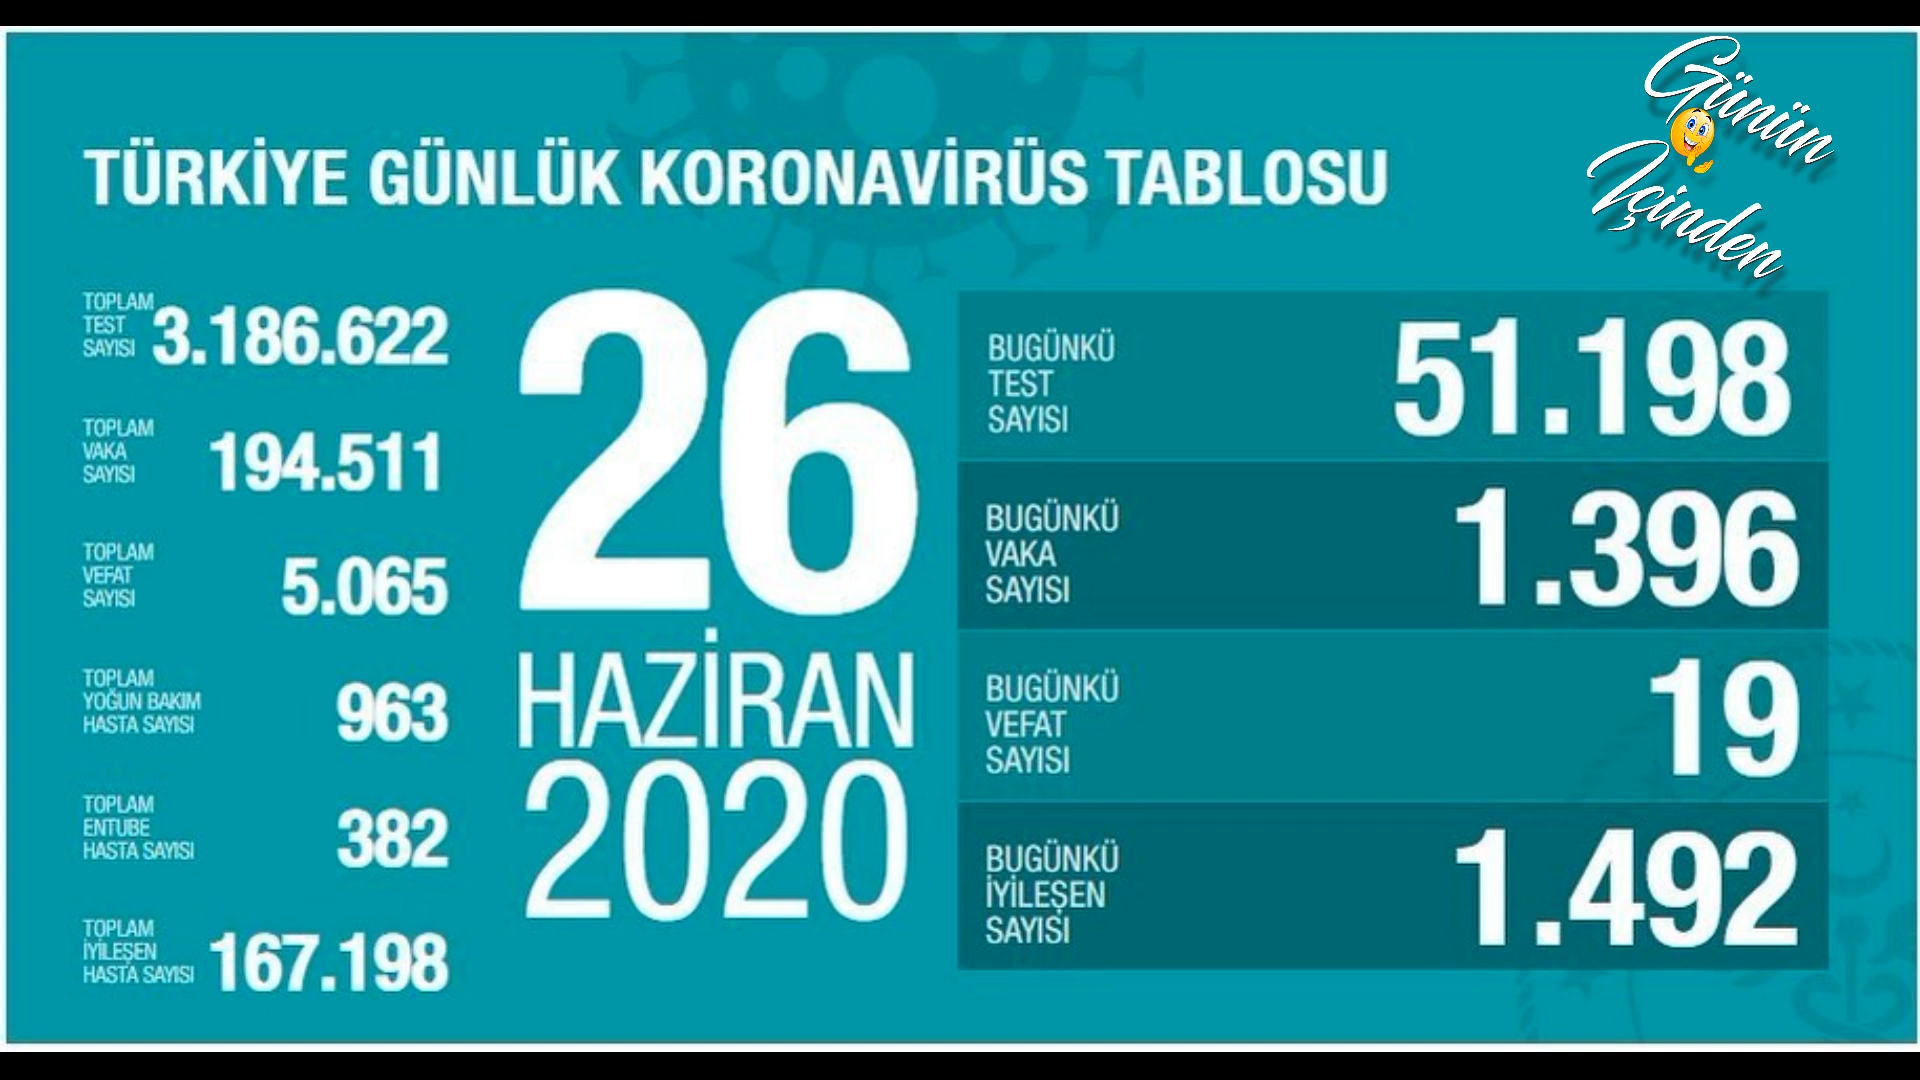 Günün
İçinden
TÜRKİYE GÜNLÜK KORONAVİRÜS TABLOSU
TOPLAM
TEST
SAYISI
3.186.622
TOPLAM
VAKA
SAYISI
194.511
TOPLAM
VEFAT
SAYISI
5.065
TOPLAM
YOĞUN BAKIM
HASTA SAYISI
963
TOPLAM
ENTUBE
HASTA SAYISI
382
TOPLAM
İYİLEŞEN
HASTA SAYISI
167.198
26
HAZİRAN
2020
BUGÜNKÜ
TEST
SAYISI
51.198
BUGÜNKÜ
VAKA
SAYISI
1.396
BUGÜNKÜ
VEFAT
SAYISI
19
BUGÜNKÜ
İYİLEŞEN
SAYISI
1.492